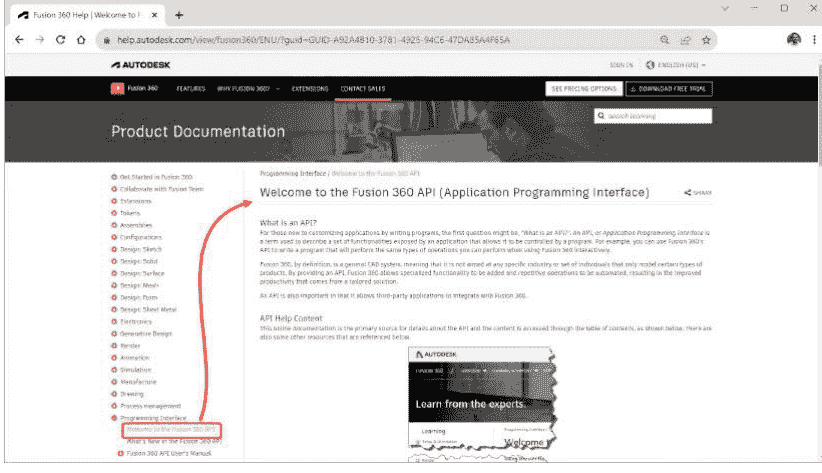 Fusion 360 Help | Welcome to F
help.autodesk.com/view/fusion360/ENU/?guid=GUID-A92A4810-3781-4925-94C6-47DA85A4F65A
AUTODESK
SIGN IN
ENGLISH (US)
Fusion 360
FEATURES
WHY FUSION 360?
EXTENSIONS
CONTACT SALES
SEE PRICING OPTIONS
DOWNLOAD FREE TRIAL
Product Documentation
search learning
Get Started in Fusion 360
Collaborate with Fusion Team
Extensions
Tokens
Assemblies
Configurations
Design: Sketch
Design: Solid
Design: Surface
Design: Mesh
Design: Form
Design: Sheet Metal
Electronics
Generative Design
Render
Animation
Simulation
Manufacture
Drawing
Process management
Programming Interface
Welcome to the Fusion 360 API
What's New in the Fusion 360 API
Fusion 360 API User's Manual
Programming Interface / Welcome to the Fusion 360 API
Welcome to the Fusion 360 API (Application Programming Interface)
SHARE
What is an API?
For those new to customizing applications by writing programs, the first question might be, "What is an API?". An API, or Application Programming Interface is
a term used to describe a set of functionalities exposed by an application that allows it to be controlled by a program. For example, you can use Fusion 360's
API to write a program that will perform the same types of operations you can perform when using Fusion 360 interactively.
Fusion 360, by definition, is a general CAD system, meaning that it is not aimed at any specific industry or set of individuals that only model certain types of
products. By providing an API, Fusion 360 allows specialized functionality to be added and repetitive operations to be automated, resulting in the improved
productivity that comes from a tailored solution.
An API is also important in that it allows third-party applications to integrate with Fusion 360.
API Help Content
This online documentation is the primary source for details about the API and the content is accessed through the table of contents, as shown below. There are
also some other resources that are referenced below.
AUTODESK
FUSION 360
Learn from the experts.
Learning
Programming Interface
Welcome